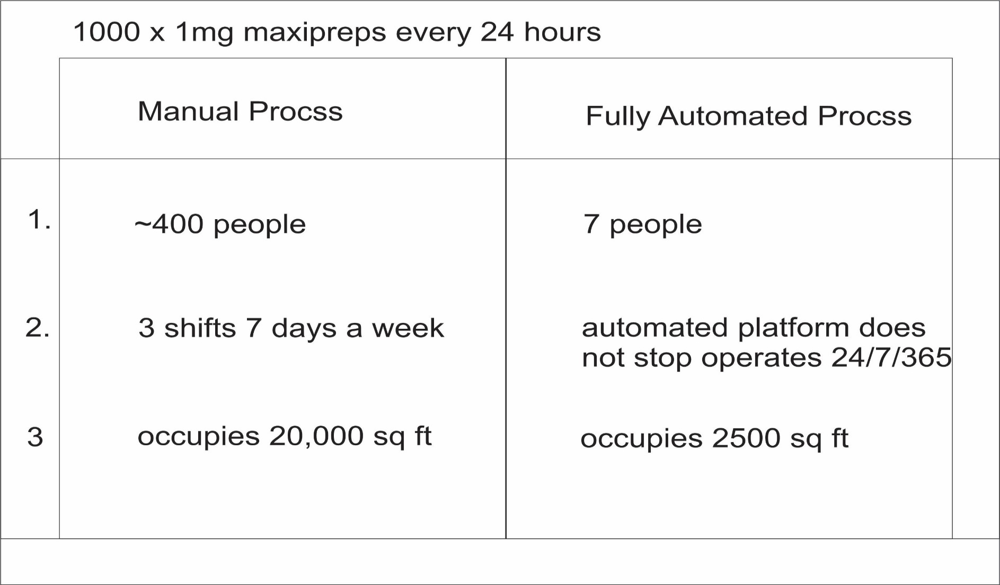 1000 x 1mg maxipreps every 24 hours
Manual Procss
Fully Automated Procss
1.
~400 people
7 people
2.
3 shifts 7 days a week
automated platform does
not stop operates 24/7/365
3
occupies 20,000 sq ft
occupies 2500 sq ft